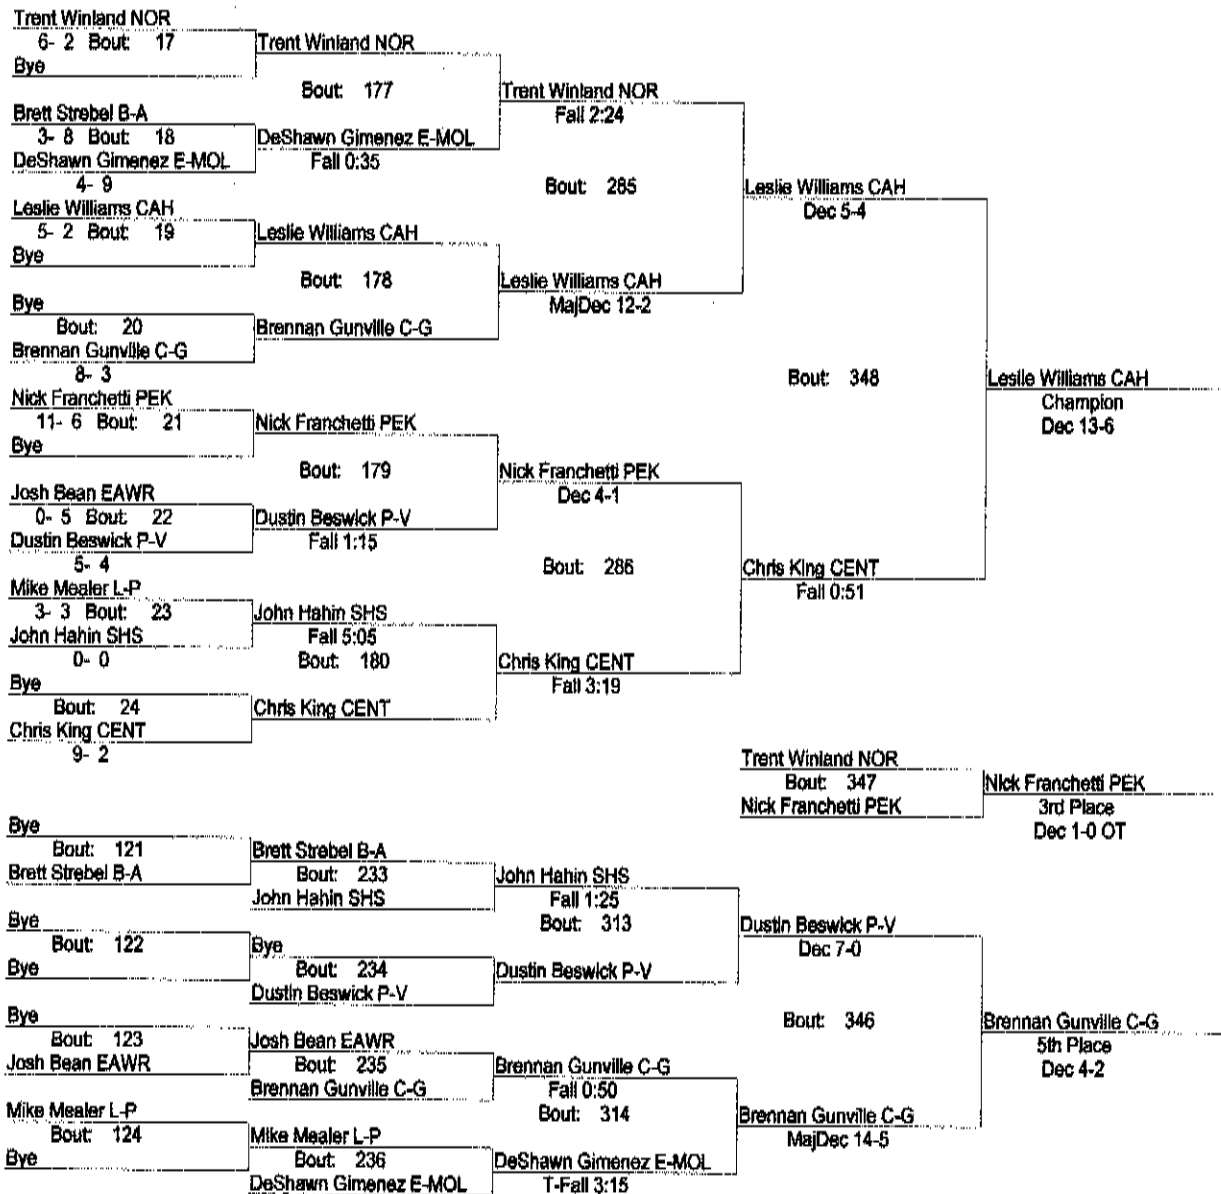 Trent Winland NOR
6- 2 Bout: 17
Bye
Trent Winland NOR
Bout: 177
Brett Strebel B-A
3- 8 Bout: 18
DeShawn Gimenez E-MOL
4- 9
DeShawn Gimenez E-MOL
Fall 0:35
Trent Winland NOR
Fall 2:24
Bout: 285
Leslie Williams CAH
5- 2 Bout: 19
Bye
Leslie Williams CAH
Bout: 178
Bye
Bout: 20
Brennan Gunville C-G
8- 3
Brennan Gunville C-G
Leslie Williams CAH
MajDec 12-2
Leslie Williams CAH
Dec 5-4
Bout: 348
Leslie Williams CAH
Champion
Dec 13-6
Nick Franchetti PEK
11- 6 Bout: 21
Bye
Nick Franchetti PEK
Bout: 179
Josh Bean EAWR
0- 5 Bout: 22
Dustin Beswick P-V
5- 4
Dustin Beswick P-V
Fall 1:15
Nick Franchetti PEK
Dec 4-1
Bout: 286
Mike Mealer L-P
3- 3 Bout: 23
John Hahin SHS
0- 0
John Hahin SHS
Fall 5:05
Bout: 180
Bye
Bout: 24
Chris King CENT
9- 2
Chris King CENT
Chris King CENT
Fall 3:19
Chris King CENT
Fall 0:51
Trent Winland NOR
Bout: 347
Nick Franchetti PEK
Nick Franchetti PEK
3rd Place
Dec 1-0 OT
Bye
Bout: 121
Brett Strebel B-A
Brett Strebel B-A
Bout: 233
John Hahin SHS
John Hahin SHS
Fall 1:25
Bout: 313
Bye
Bout: 122
Bye
Bye
Bout: 234
Dustin Beswick P-V
Dustin Beswick P-V
Dustin Beswick P-V
Dec 7-0
Bout: 346
Bye
Bout: 123
Josh Bean EAWR
Josh Bean EAWR
Bout: 235
Brennan Gunville C-G
Brennan Gunville C-G
Fall 0:50
Bout: 314
Mike Mealer L-P
Bout: 124
Bye
Mike Mealer L-P
Bout: 236
DeShawn Gimenez E-MOL
DeShawn Gimenez E-MOL
T-Fall 3:15
Brennan Gunville C-G
MajDec 14-5
Brennan Gunville C-G
5th Place
Dec 4-2